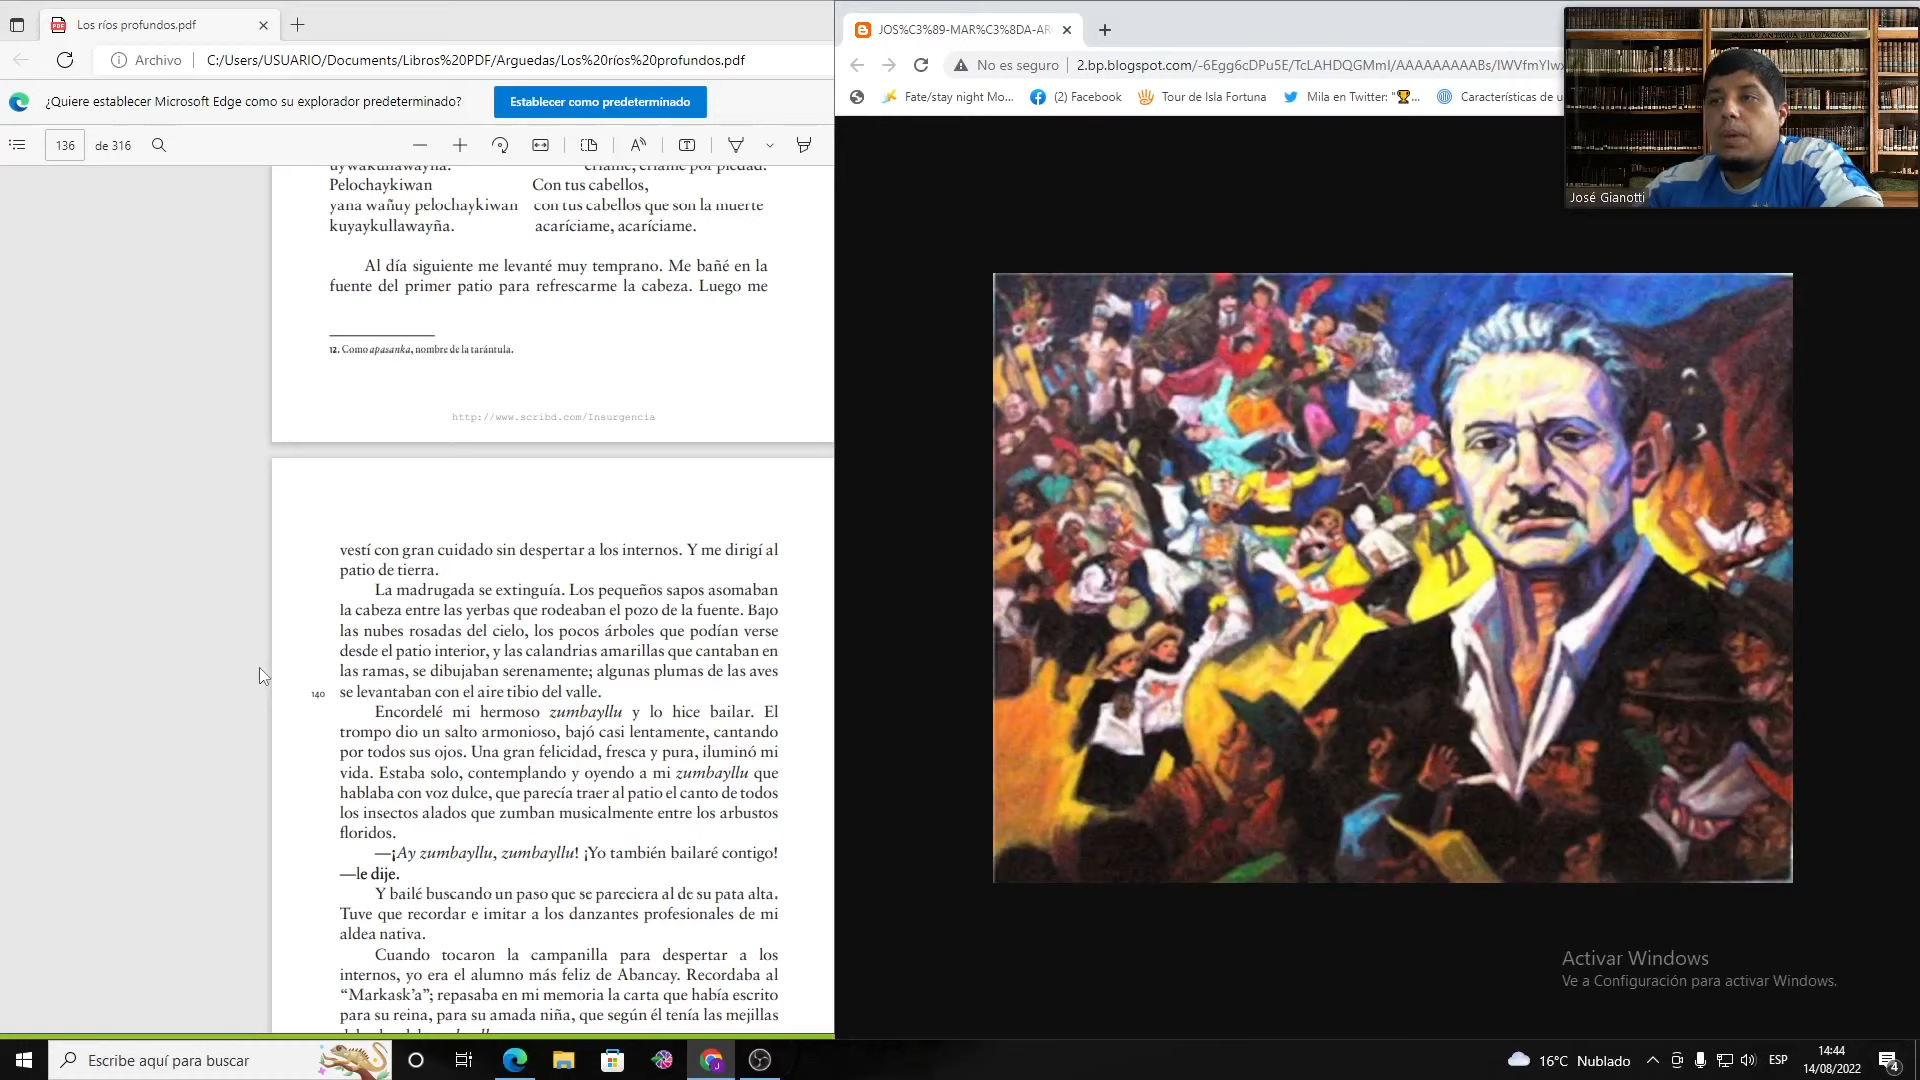 Los ríos profundos.pdf
Archivo
C:/Users/USUARIO/Documents/Libros%20PDF/Arguedas/Los%20ríos%20profundos.pdf
¿Quiere establecer Microsoft Edge como su explorador predeterminado?
Establecer como predeterminado
136 de 316
Pelochaykiwan
yana wañuy pelochaykiwan
kuyaykullawayña.
críame, críame por piedad.
Con tus cabellos,
con tus cabellos que son la muerte
acaríciame, acaríciame.
Al día siguiente me levanté muy temprano. Me bañé en la
fuente del primer patio para refrescarme la cabeza. Luego me
12. Como apasanka, nombre de la tarántula.
http://www.scribd.com/Insurgencia
vestí con gran cuidado sin despertar a los internos. Y me dirigí al
patio de tierra.
La madrugada se extinguía. Los pequeños sapos asomaban
la cabeza entre las yerbas que rodeaban el pozo de la fuente. Bajo
las nubes rosadas del cielo, los pocos árboles que podían verse
desde el patio interior, y las calandrias amarillas que cantaban en
las ramas, se dibujaban serenamente; algunas plumas de las aves
140 se levantaban con el aire tibio del valle.
Encordelé mi hermoso zumbayllu y lo hice bailar. El
trompo dio un salto armonioso, bajó casi lentamente, cantando
por todos sus ojos. Una gran felicidad, fresca y pura, iluminó mi
vida. Estaba solo, contemplando y oyendo a mi zumbayllu que
hablaba con voz dulce, que parecía traer al patio el canto de todos
los insectos alados que zumban musicalmente entre los arbustos
floridos.
—¡Ay zumbayllu, zumbayllu! ¡Yo también bailaré contigo!
—le dije.
Y bailé buscando un paso que se pareciera al de su pata alta.
Tuve que recordar e imitar a los danzantes profesionales de mi
aldea nativa.
Cuando tocaron la campanilla para despertar a los
internos, yo era el alumno más feliz de Abancay. Recordaba al
“Markask’a”; repasaba en mi memoria la carta que había escrito
para su reina, para su amada niña, que según él tenía las mejillas
JOS%C3%89-MAR%C3%8DA-AR
No es seguro
2.bp.blogspot.com/-6Egg6cDPu5E/TcLAHDQGMmI/AAAAAAAAABs/lWVfmYlwx
Fate/stay night Mo...
(2) Facebook
Tour de Isla Fortuna
Mila en Twitter: "🏆...
Características de u
José Gianotti
Activar Windows
Ve a Configuración para activar Windows.
Escribe aquí para buscar
16°C Nublado
ESP
14:44
14/08/2022
4